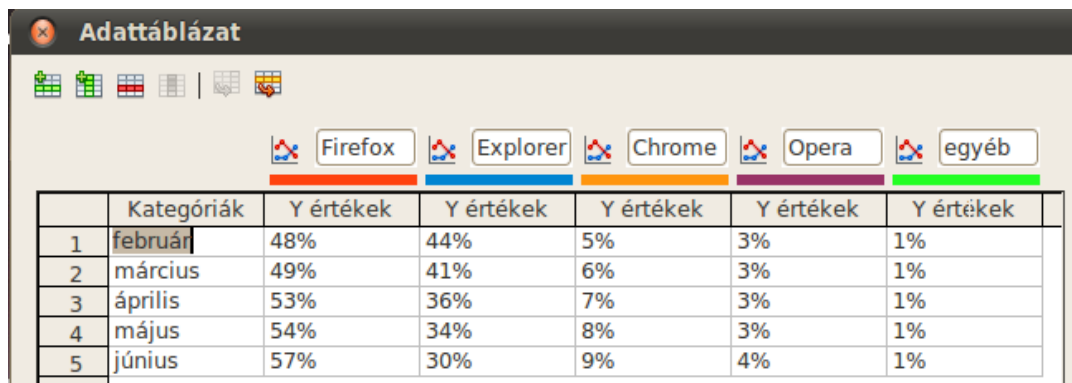 Adattáblázat
Firefox Explorer Chrome Opera egyéb
Kategóriák Y értékek Y értékek Y értékek Y értékek Y értékek
1 február 48% 44% 5% 3% 1%
2 március 49% 41% 6% 3% 1%
3 április 53% 36% 7% 3% 1%
4 május 54% 34% 8% 3% 1%
5 június 57% 30% 9% 4% 1%